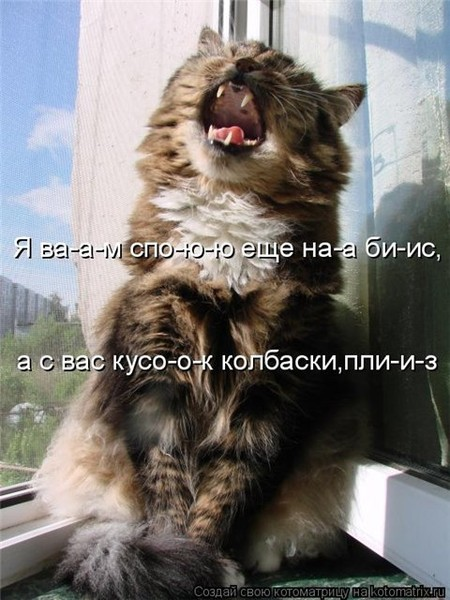 Я ва-а-м спо-ю-ю еще на-а би-ис,
а с вас кусо-о-к колбаски,пли-и-з
Создай свою котоматрицу на kotomatrix.ru